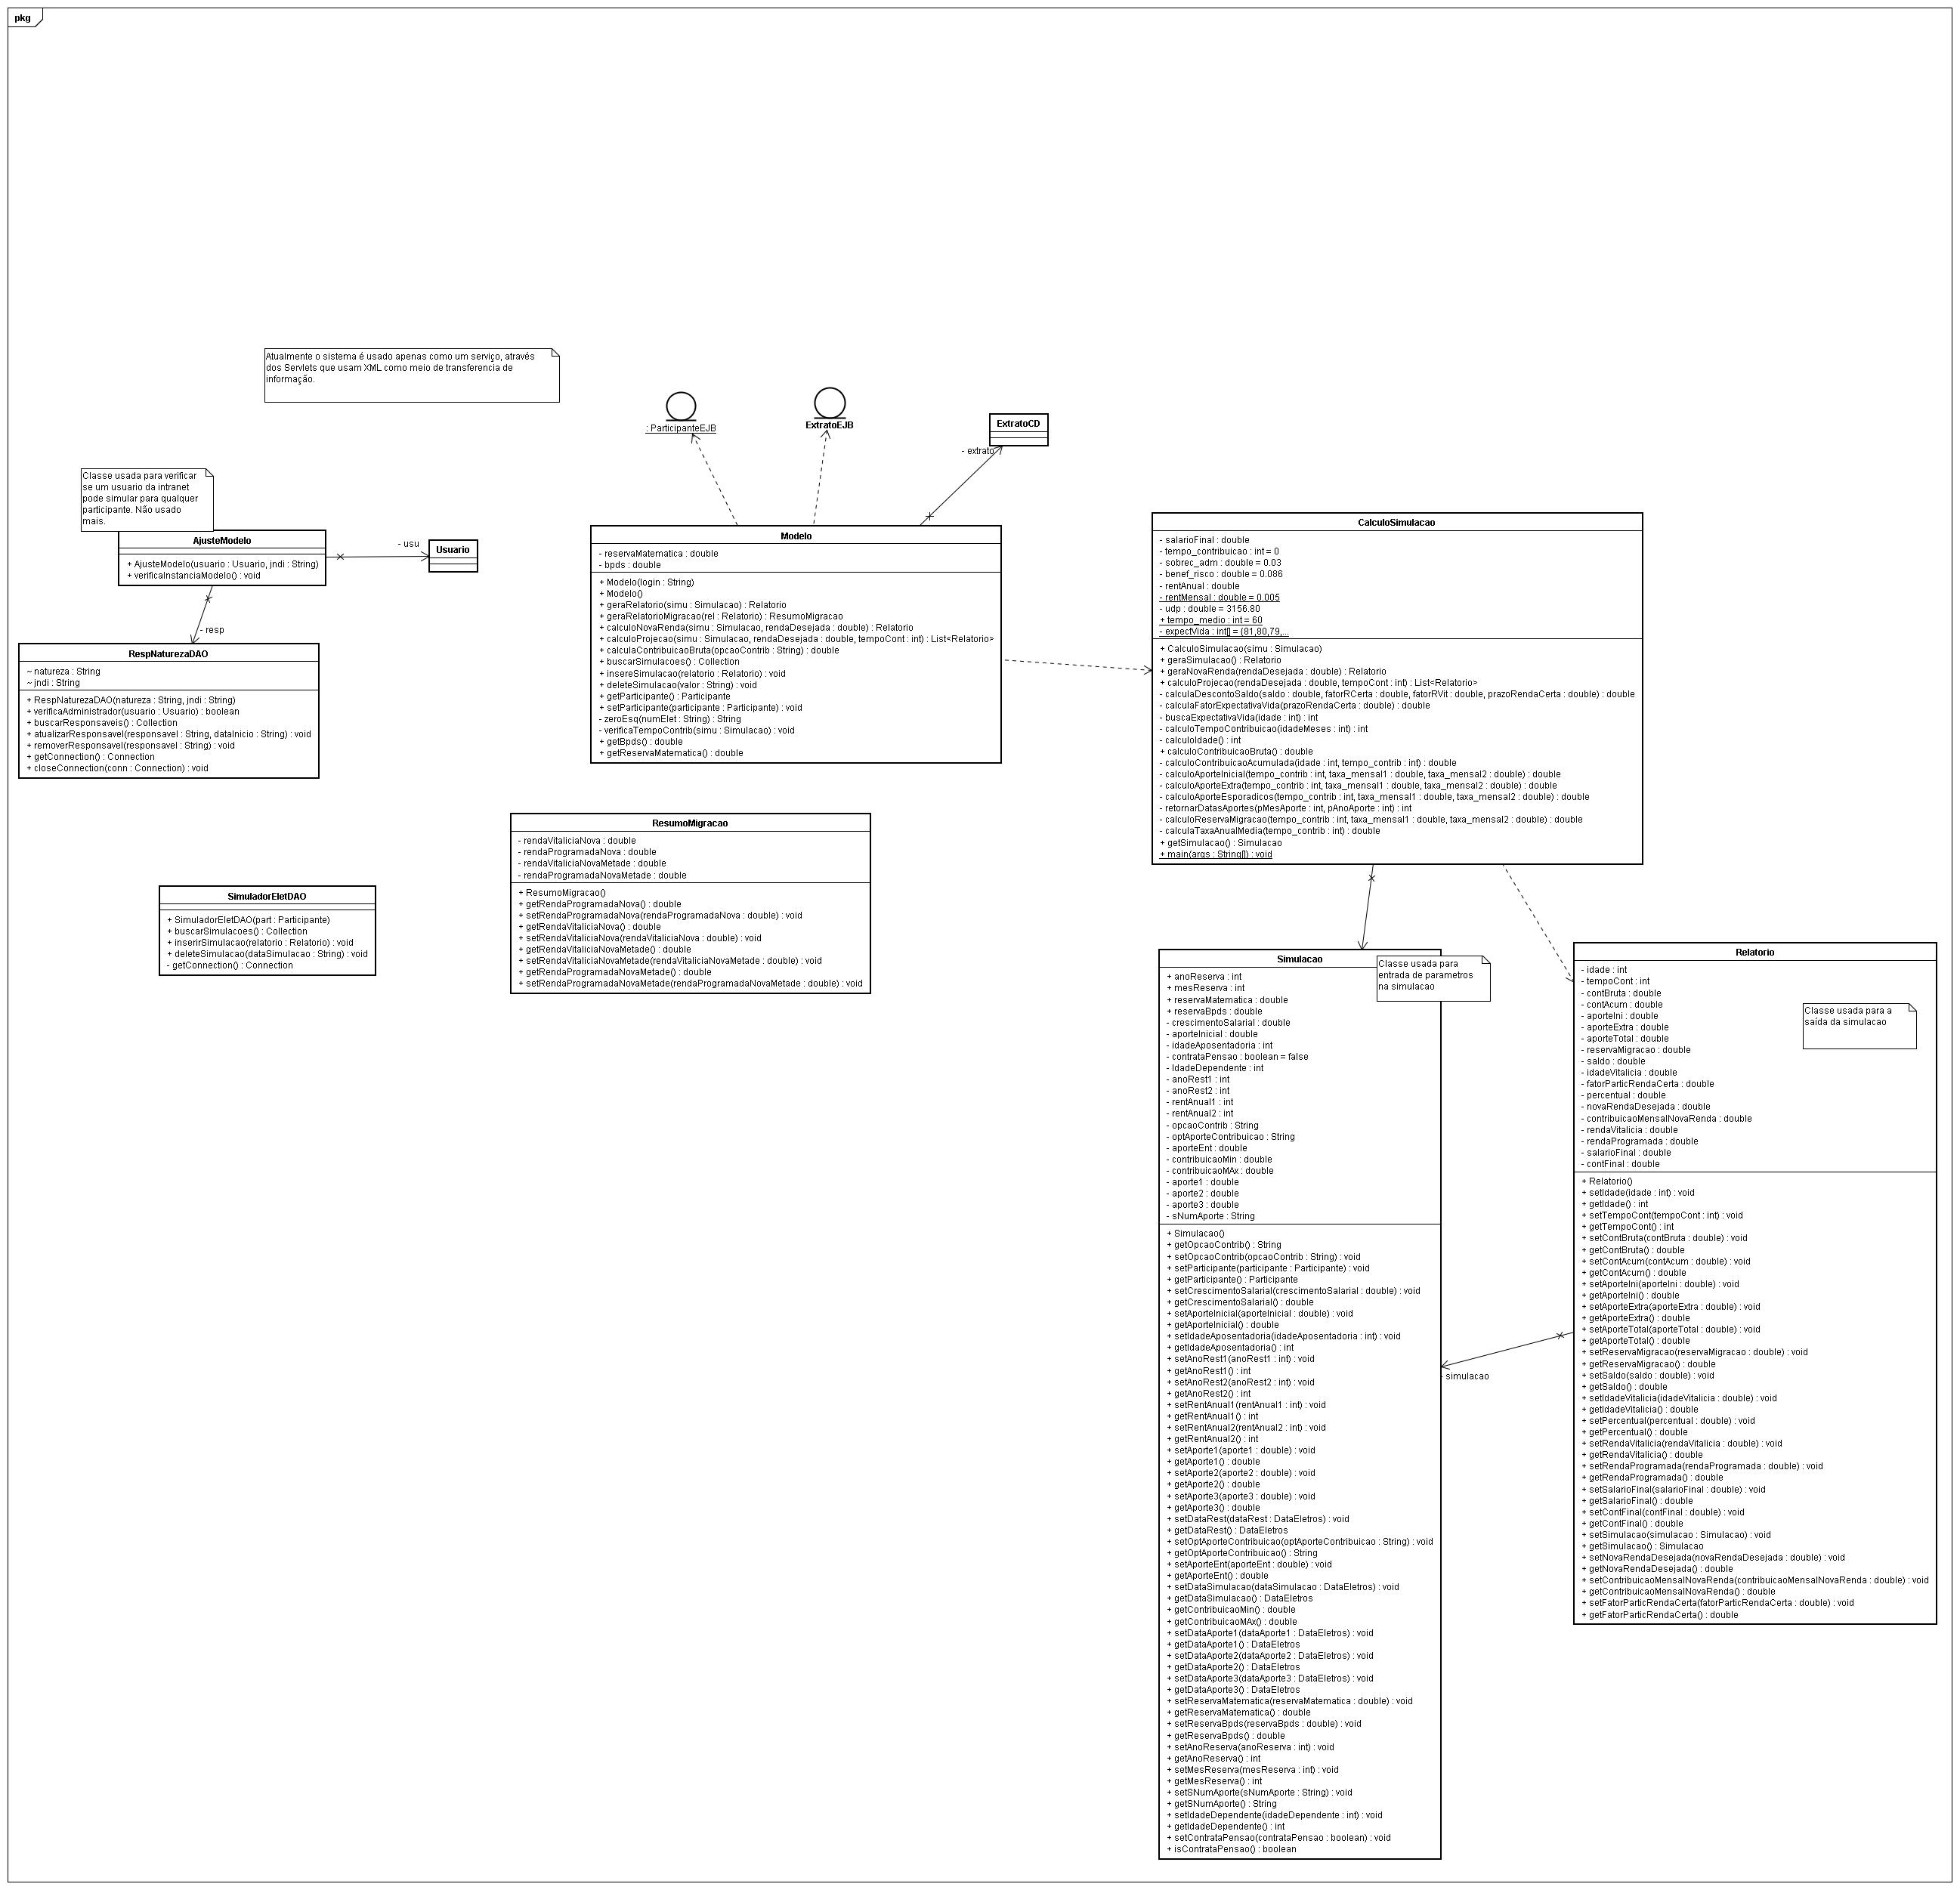 pkg
Atualmente o sistema é usado apenas como um serviço, através
dos Servlets que usam XML como meio de transferencia de
informação.
: ParticipanteEJB
ExtratoEJB
ExtratoCD
- extrato
Classe usada para verificar
se um usuario da intranet
pode simular para qualquer
participante. Não usado
mais.
AjusteModelo
+ AjusteModelo(usuario : Usuario, jndi : String)
+ verificaInstanciaModelo() : void
- usu
Usuario
- resp
RespNaturezaDAO
~ natureza : String
~ jndi : String
+ RespNaturezaDAO(natureza : String, jndi : String)
+ verificaAdministrador(usuario : Usuario) : boolean
+ buscarResponsaveis() : Collection
+ atualizarResponsavel(responsavel : String, dataInicio : String) : void
+ removerResponsavel(responsavel : String) : void
+ getConnection() : Connection
+ closeConnection(conn : Connection) : void
Modelo
- reservaMatematica : double
- bpds : double
+ Modelo(login : String)
+ Modelo()
+ geraRelatorio(simu : Simulacao) : Relatorio
+ geraRelatorioMigracao(rel : Relatorio) : ResumoMigracao
+ calculoNovaRenda(simu : Simulacao, rendaDesejada : double) : Relatorio
+ calculoProjecao(simu : Simulacao, rendaDesejada : double, tempoCont : int) : List<Relatorio>
+ calculaContribuicaoBruta(opcaoContrib : String) : double
+ buscarSimulacoes() : Collection
+ insereSimulacao(relatorio : Relatorio) : void
+ deleteSimulacao(valor : String) : void
+ getParticipante() : Participante
+ setParticipante(participante : Participante) : void
- zeroEsq(numElet : String) : String
- verificaTempoContrib(simu : Simulacao) : void
+ getBpds() : double
+ getReservaMatematica() : double
CalculoSimulacao
- salarioFinal : double
- tempo_contribuicao : int = 0
- sobrec_adm : double = 0.03
- benef_risco : double = 0.086
- rentAnual : double
- rentMensal : double = 0.005
- udp : double = 3156.80
+ tempo_medio : int = 60
- expectVida : int[] = {81,80,79,...
+ CalculoSimulacao(simu : Simulacao)
+ geraSimulacao() : Relatorio
+ geraNovaRenda(rendaDesejada : double) : Relatorio
+ calculoProjecao(rendaDesejada : double, tempoCont : int) : List<Relatorio>
- calculaDescontoSaldo(saldo : double, fatorRCerta : double, fatorRVit : double, prazoRendaCerta : double) : double
- calculaFatorExpectativaVida(prazoRendaCerta : double) : double
- buscaExpectativaVida(idade : int) : int
- calculoTempoContribuicao(idadeMeses : int) : int
- calculoIdade() : int
+ calculoContribuicaoBruta() : double
- calculoContribuicaoAcumulada(idade : int, tempo_contrib : int) : double
- calculoAporteInicial(tempo_contrib : int, taxa_mensal1 : double, taxa_mensal2 : double) : double
- calculoAporteExtra(tempo_contrib : int, taxa_mensal1 : double, taxa_mensal2 : double) : double
- calculoAporteEsporadicos(tempo_contrib : int, taxa_mensal1 : double, taxa_mensal2 : double) : double
- retornarDatasAportes(pMesAporte : int, pAnoAporte : int) : int
- calculoReservaMigracao(tempo_contrib : int, taxa_mensal1 : double, taxa_mensal2 : double) : double
- calculaTaxaAnualMedia(tempo_contrib : int) : double
+ getSimulacao() : Simulacao
+ main(args : String[]) : void
ResumoMigracao
- rendaVitaliciaNova : double
- rendaProgramadaNova : double
- rendaVitaliciaNovaMetade : double
- rendaProgramadaNovaMetade : double
+ ResumoMigracao()
+ getRendaProgramadaNova() : double
+ setRendaProgramadaNova(rendaProgramadaNova : double) : void
+ getRendaVitaliciaNova() : double
+ setRendaVitaliciaNova(rendaVitaliciaNova : double) : void
+ getRendaVitaliciaNovaMetade() : double
+ setRendaVitaliciaNovaMetade(rendaVitaliciaNovaMetade : double) : void
+ getRendaProgramadaNovaMetade() : double
+ setRendaProgramadaNovaMetade(rendaProgramadaNovaMetade : double) : void
SimuladorEletDAO
+ SimuladorEletDAO(part : Participante)
+ buscarSimulacoes() : Collection
+ inserirSimulacao(relatorio : Relatorio) : void
+ deleteSimulacao(dataSimulacao : String) : void
- getConnection() : Connection
Simulacao
Classe usada para
entrada de parametros
na simulacao
+ anoReserva : int
+ mesReserva : int
+ reservaMatematica : double
+ reservaBpds : double
- crescimentoSalarial : double
- aporteInicial : double
- idadeAposentadoria : int
- contrataPensao : boolean = false
- IdadeDependente : int
- anoRest1 : int
- anoRest2 : int
- rentAnual1 : int
- rentAnual2 : int
- opcaoContrib : String
- optAporteContribuicao : String
- aporteEnt : double
- contribuicaoMin : double
- contribuicaoMAx : double
- aporte1 : double
- aporte2 : double
- aporte3 : double
- sNumAporte : String
+ Simulacao()
+ getOpcaoContrib() : String
+ setOpcaoContrib(opcaoContrib : String) : void
+ setParticipante(participante : Participante) : void
+ getParticipante() : Participante
+ setCrescimentoSalarial(crescimentoSalarial : double) : void
+ getCrescimentoSalarial() : double
+ setAporteInicial(aporteInicial : double) : void
+ getAporteInicial() : double
+ setIdadeAposentadoria(idadeAposentadoria : int) : void
+ getIdadeAposentadoria() : int
+ setAnoRest1(anoRest1 : int) : void
+ getAnoRest1() : int
+ setAnoRest2(anoRest2 : int) : void
+ getAnoRest2() : int
+ setRentAnual1(rentAnual1 : int) : void
+ getRentAnual1() : int
+ setRentAnual2(rentAnual2 : int) : void
+ getRentAnual2() : int
+ setAporte1(aporte1 : double) : void
+ getAporte1() : double
+ setAporte2(aporte2 : double) : void
+ getAporte2() : double
+ setAporte3(aporte3 : double) : void
+ getAporte3() : double
+ setDataRest(dataRest : DataEletros) : void
+ getDataRest() : DataEletros
+ setOptAporteContribuicao(optAporteContribuicao : String) : void
+ getOptAporteContribuicao() : String
+ setAporteEnt(aporteEnt : double) : void
+ getAporteEnt() : double
+ setDataSimulacao(dataSimulacao : DataEletros) : void
+ getDataSimulacao() : DataEletros
+ getContribuicaoMin() : double
+ getContribuicaoMAx() : double
+ setDataAporte1(dataAporte1 : DataEletros) : void
+ getDataAporte1() : DataEletros
+ setDataAporte2(dataAporte2 : DataEletros) : void
+ getDataAporte2() : DataEletros
+ setDataAporte3(dataAporte3 : DataEletros) : void
+ getDataAporte3() : DataEletros
+ setReservaMatematica(reservaMatematica : double) : void
+ getReservaMatematica() : double
+ setReservaBpds(reservaBpds : double) : void
+ getReservaBpds() : double
+ setAnoReserva(anoReserva : int) : void
+ getAnoReserva() : int
+ setMesReserva(mesReserva : int) : void
+ getMesReserva() : int
+ setSNumAporte(sNumAporte : String) : void
+ getSNumAporte() : String
+ setIdadeDependente(idadeDependente : int) : void
+ getIdadeDependente() : int
+ setContrataPensao(contrataPensao : boolean) : void
+ isContrataPensao() : boolean
- simulacao
Relatorio
Classe usada para a
saída da simulacao
- idade : int
- tempoCont : int
- contBruta : double
- contAcum : double
- aporteIni : double
- aporteExtra : double
- aporteTotal : double
- reservaMigracao : double
- saldo : double
- idadeVitalicia : double
- fatorParticRendaCerta : double
- percentual : double
- novaRendaDesejada : double
- contribuicaoMensalNovaRenda : double
- rendaVitalicia : double
- rendaProgramada : double
- salarioFinal : double
- contFinal : double
+ Relatorio()
+ setIdade(idade : int) : void
+ getIdade() : int
+ setTempoCont(tempoCont : int) : void
+ getTempoCont() : int
+ setContBruta(contBruta : double) : void
+ getContBruta() : double
+ setContAcum(contAcum : double) : void
+ getContAcum() : double
+ setAporteIni(aporteIni : double) : void
+ getAporteIni() : double
+ setAporteExtra(aporteExtra : double) : void
+ getAporteExtra() : double
+ setAporteTotal(aporteTotal : double) : void
+ getAporteTotal() : double
+ setReservaMigracao(reservaMigracao : double) : void
+ getReservaMigracao() : double
+ setSaldo(saldo : double) : void
+ getSaldo() : double
+ setIdadeVitalicia(idadeVitalicia : double) : void
+ getIdadeVitalicia() : double
+ setPercentual(percentual : double) : void
+ getPercentual() : double
+ setRendaVitalicia(rendaVitalicia : double) : void
+ getRendaVitalicia() : double
+ setRendaProgramada(rendaProgramada : double) : void
+ getRendaProgramada() : double
+ setSalarioFinal(salarioFinal : double) : void
+ getSalarioFinal() : double
+ setContFinal(contFinal : double) : void
+ getContFinal() : double
+ setSimulacao(simulacao : Simulacao) : void
+ getSimulacao() : Simulacao
+ setNovaRendaDesejada(novaRendaDesejada : double) : void
+ getNovaRendaDesejada() : double
+ setContribuicaoMensalNovaRenda(contribuicaoMensalNovaRenda : double) : void
+ getContribuicaoMensalNovaRenda() : double
+ setFatorParticRendaCerta(fatorParticRendaCerta : double) : void
+ getFatorParticRendaCerta() : double